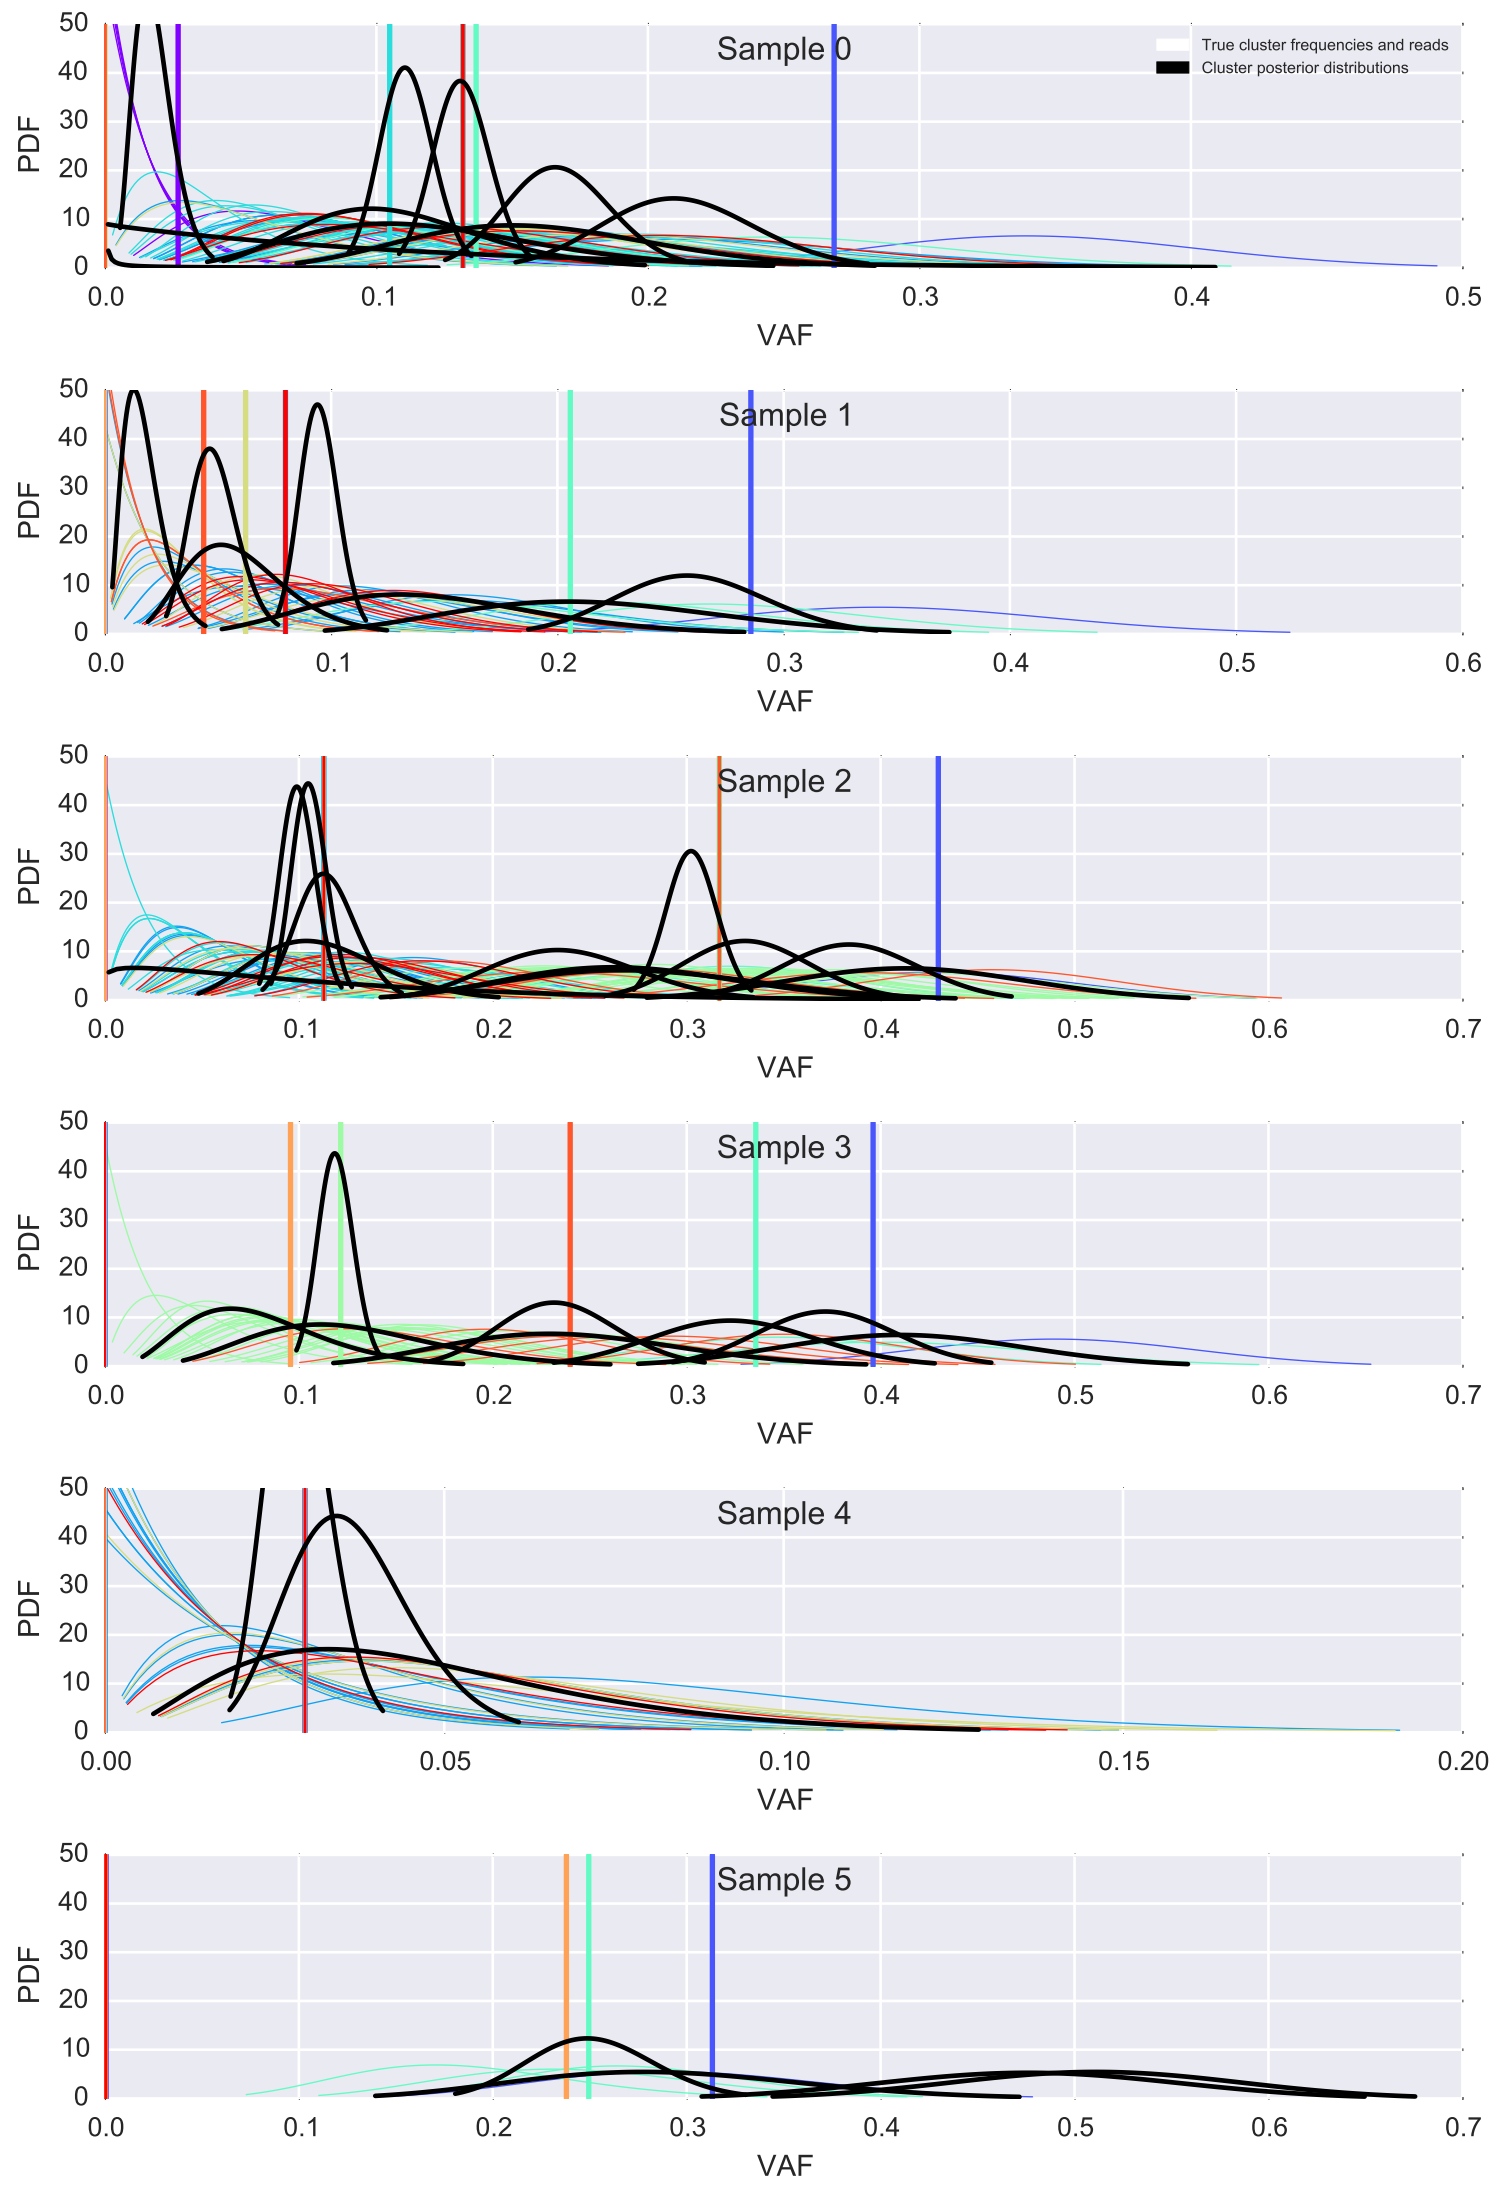 Sample 0
True cluster frequencies and reads
Cluster posterior distributions
PDF
50
40
30
20
10
0
0.0 0.1 0.2 0.3 0.4 0.5
VAF
Sample 1
PDF
50
40
30
20
10
0
0.0 0.1 0.2 0.3 0.4 0.5 0.6
VAF
Sample 2
PDF
50
40
30
20
10
0
0.0 0.1 0.2 0.3 0.4 0.5 0.6 0.7
VAF
Sample 3
PDF
50
40
30
20
10
0
0.0 0.1 0.2 0.3 0.4 0.5 0.6 0.7
VAF
Sample 4
PDF
50
40
30
20
10
0
0.00 0.05 0.10 0.15 0.20
VAF
Sample 5
PDF
50
40
30
20
10
0
0.0 0.1 0.2 0.3 0.4 0.5 0.6 0.7
VAF